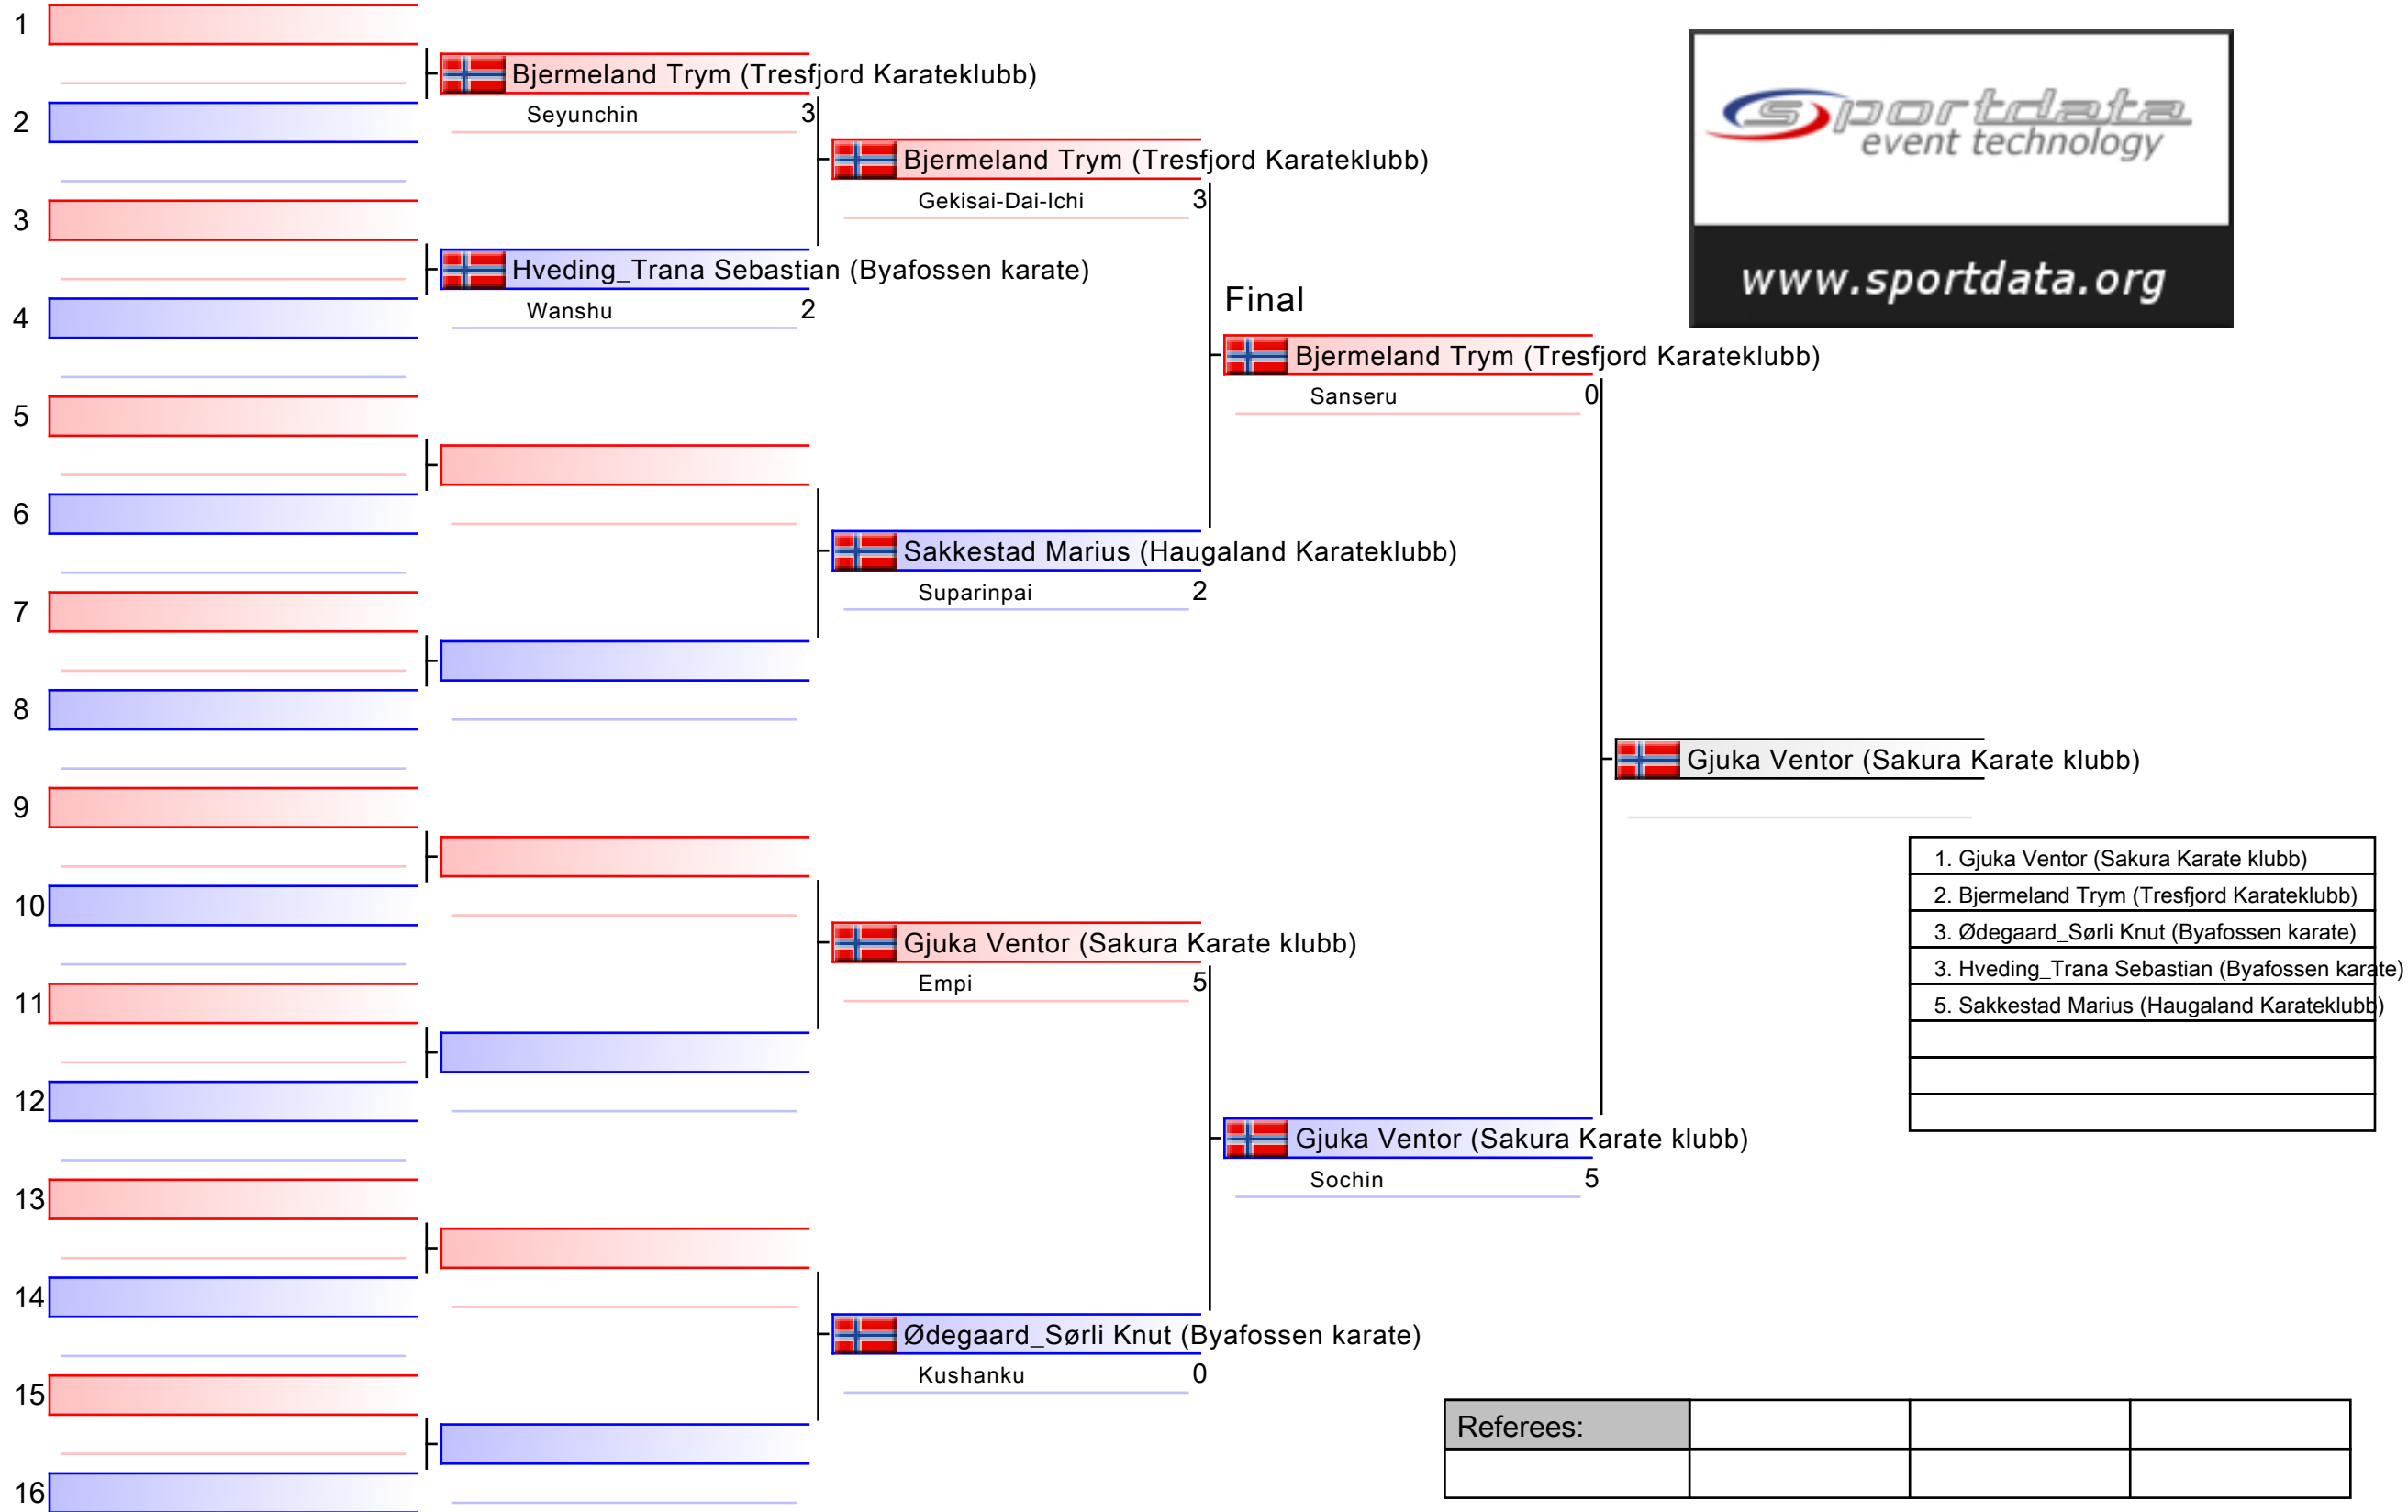 1
2
3
4
5
6
7
8
9
10
11
12
13
14
15
16
Bjermeland Trym (Tresfjord Karateklubb)
Seyunchin 3
Hveding_Trana Sebastian (Byafossen karate)
Wanshu 2
Bjermeland Trym (Tresfjord Karateklubb)
Gekisai-Dai-Ichi 3
Sakkestad Marius (Haugaland Karateklubb)
Suparinpai 2
Gjuka Ventor (Sakura Karate klubb)
Empi 5
Ødegaard_Sørli Knut (Byafossen karate)
Kushanku 0
Final
Bjermeland Trym (Tresfjord Karateklubb)
Sanseru 0
Gjuka Ventor (Sakura Karate klubb)
Sochin 5
Gjuka Ventor (Sakura Karate klubb)
sportdata
event technology
www.sportdata.org
1. Gjuka Ventor (Sakura Karate klubb)
2. Bjermeland Trym (Tresfjord Karateklubb)
3. Ødegaard_Sørli Knut (Byafossen karate)
3. Hveding_Trana Sebastian (Byafossen karate)
5. Sakkestad Marius (Haugaland Karateklubb)
Referees: